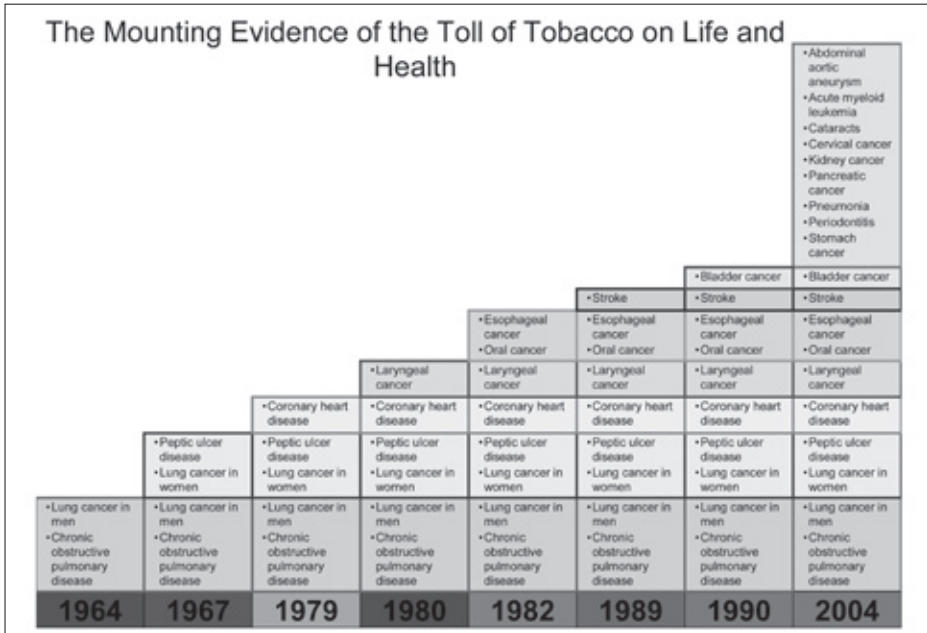 The Mounting Evidence of the Toll of Tobacco on Life and
Health
•Lung cancer in
men
•Chronic
obstructive
pulmonary
disease
1964
•Peptic ulcer
disease
•Lung cancer in
women
•Lung cancer in
men
•Chronic
obstructive
pulmonary
disease
1967
•Coronary heart
disease
•Peptic ulcer
disease
•Lung cancer in
women
•Lung cancer in
men
•Chronic
obstructive
pulmonary
disease
1979
•Laryngeal
cancer
•Coronary heart
disease
•Peptic ulcer
disease
•Lung cancer in
women
•Lung cancer in
men
•Chronic
obstructive
pulmonary
disease
1980
•Esophageal
cancer
•Oral cancer
•Laryngeal
cancer
•Coronary heart
disease
•Peptic ulcer
disease
•Lung cancer in
women
•Lung cancer in
men
•Chronic
obstructive
pulmonary
disease
1982
•Stroke
•Esophageal
cancer
•Oral cancer
•Laryngeal
cancer
•Coronary heart
disease
•Peptic ulcer
disease
•Lung cancer in
women
•Lung cancer in
men
•Chronic
obstructive
pulmonary
disease
1989
•Bladder cancer
•Stroke
•Esophageal
cancer
•Oral cancer
•Laryngeal
cancer
•Coronary heart
disease
•Peptic ulcer
disease
•Lung cancer in
women
•Lung cancer in
men
•Chronic
obstructive
pulmonary
disease
1990
•Abdominal
aortic
aneurysm
•Acute myeloid
leukemia
•Cataracts
•Cervical cancer
•Kidney cancer
•Pancreatic
cancer
•Pneumonia
•Periodontitis
•Stomach
cancer
•Bladder cancer
•Stroke
•Esophageal
cancer
•Oral cancer
•Laryngeal
cancer
•Coronary heart
disease
•Peptic ulcer
disease
•Lung cancer in
women
•Lung cancer in
men
•Chronic
obstructive
pulmonary
disease
2004